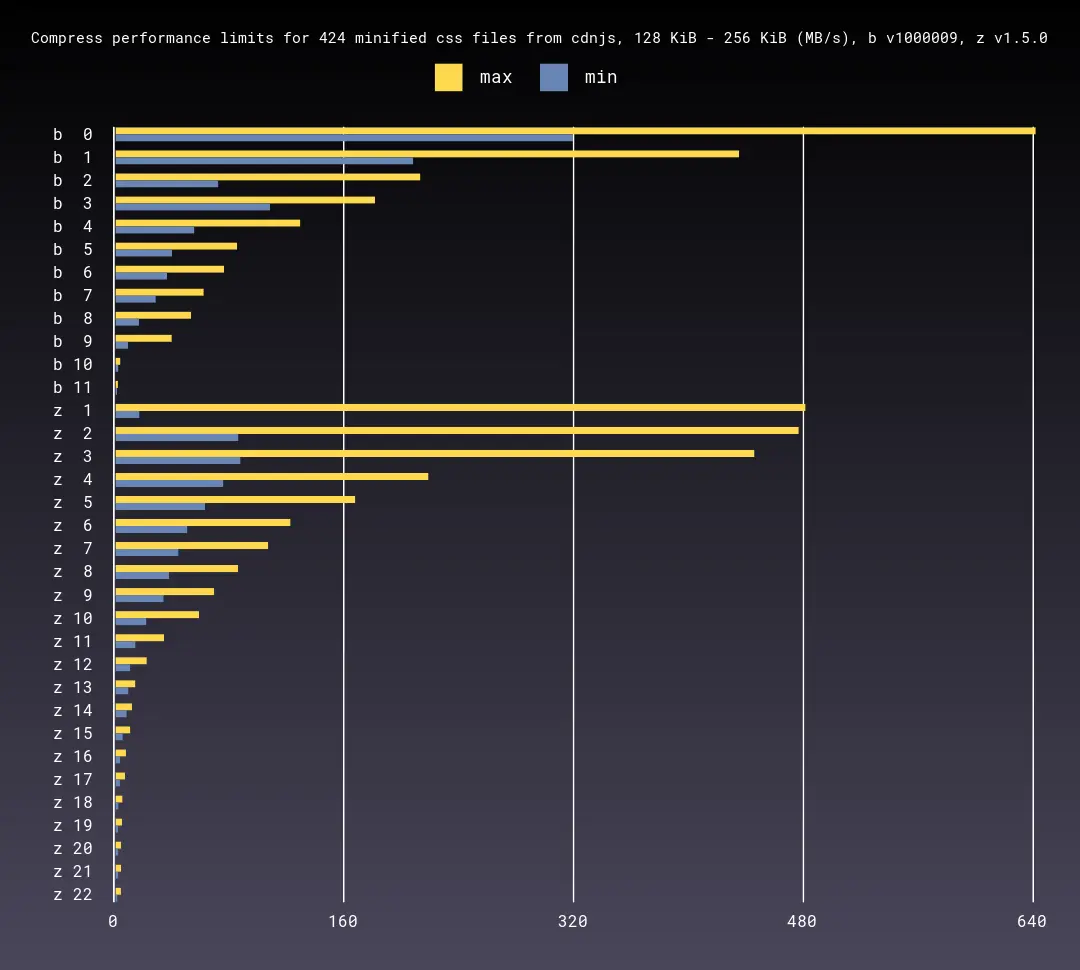 Compress performance limits for 424 minified css files from cdnjs, 128 KiB - 256 KiB (MB/s), b v1000009, z v1.5.0
max min
b 0
b 1
b 2
b 3
b 4
b 5
b 6
b 7
b 8
b 9
b 10
b 11
z 1
z 2
z 3
z 4
z 5
z 6
z 7
z 8
z 9
z 10
z 11
z 12
z 13
z 14
z 15
z 16
z 17
z 18
z 19
z 20
z 21
z 22
0 160 320 480 640